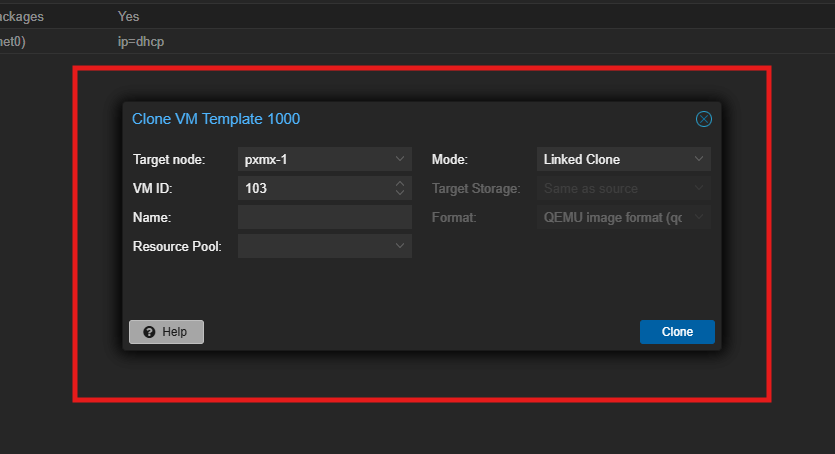 ackages Yes
net0) ip=dhcp
Clone VM Template 1000
Target node: pxmx-1 Mode: Linked Clone
VM ID: 103 Target Storage: Same as source
Name: Format: QEMU image format (qc
Resource Pool:
Help Clone